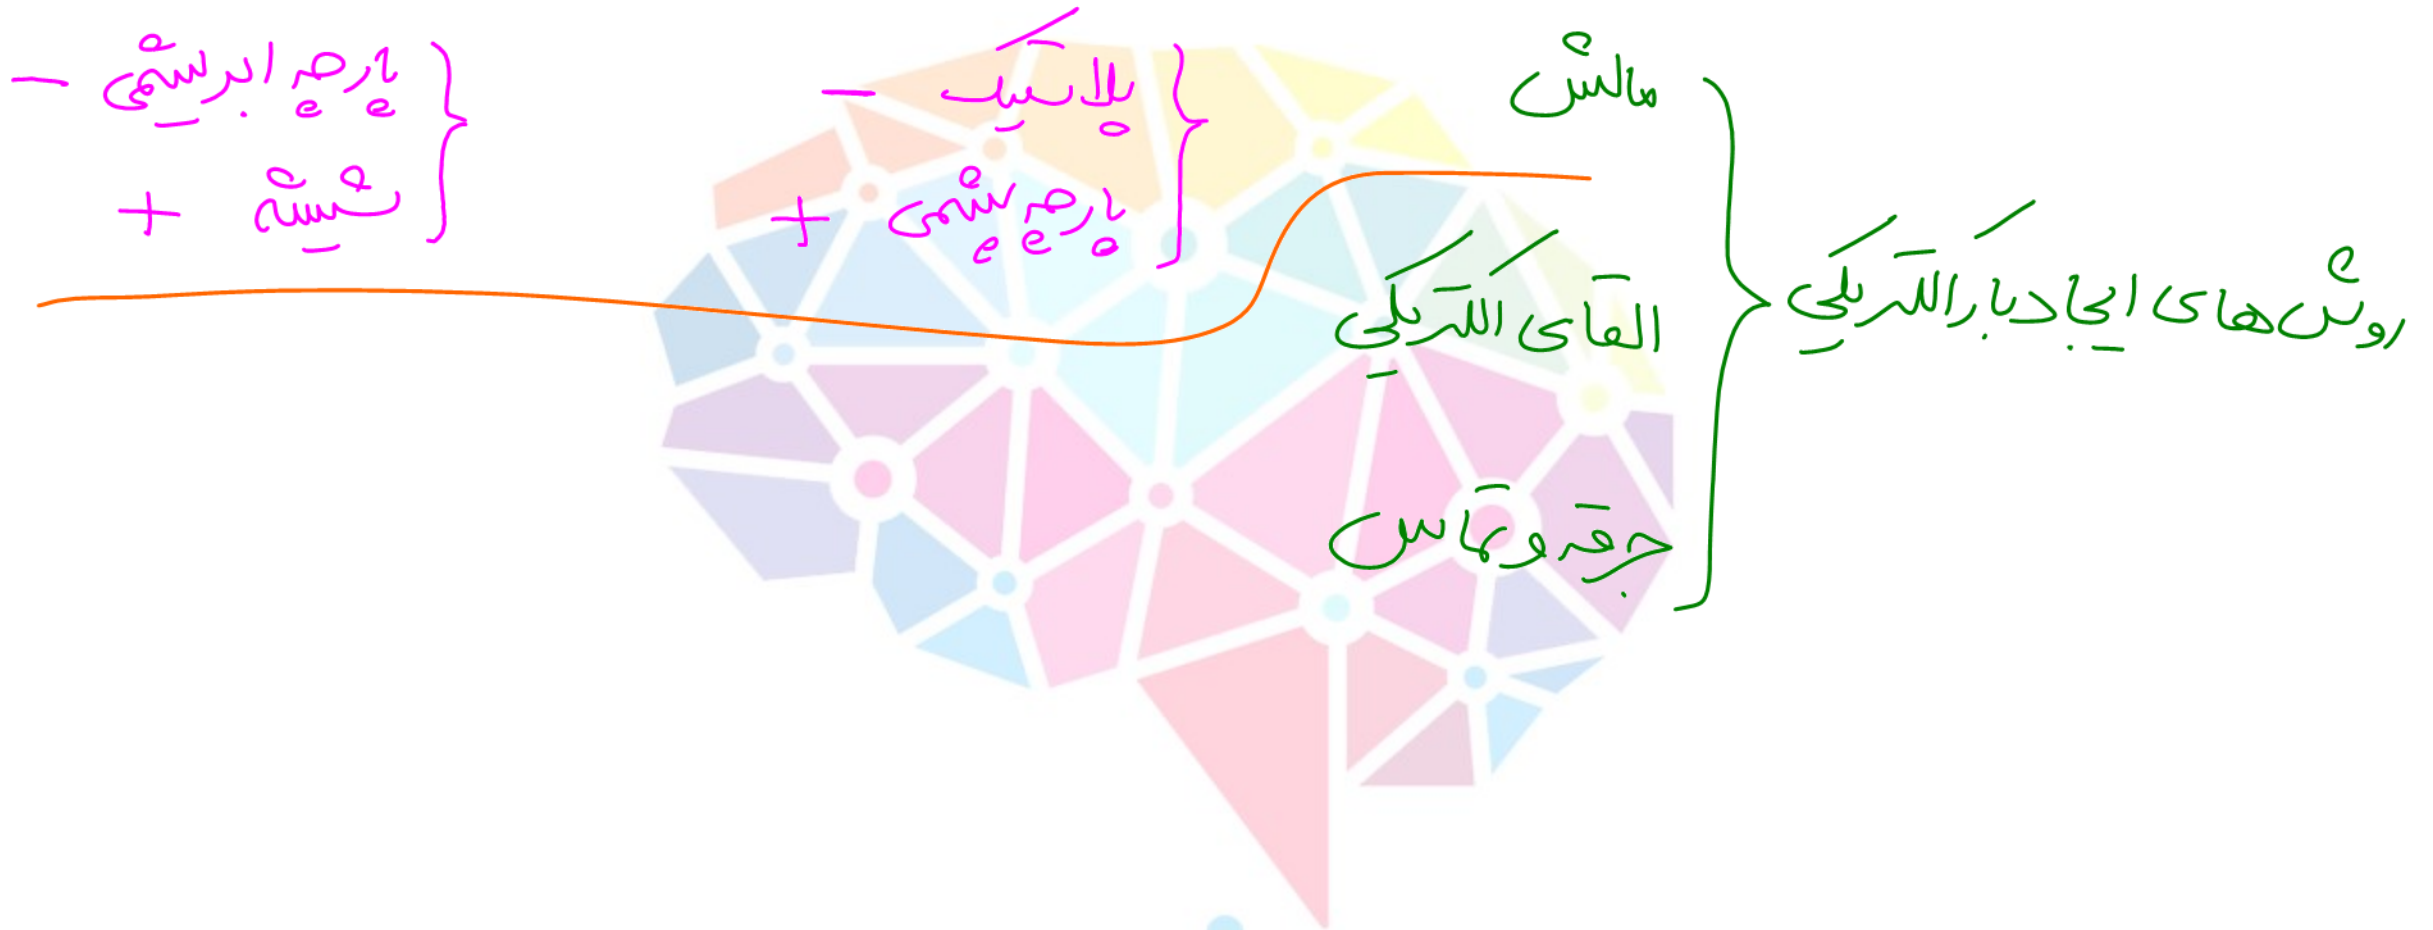 روش های ایجاد بار الکتریکی
مالش
پلاستیک −
پارچه پشمی +
پارچه ابریشمی −
شیشه +
القای الکتریکی
جرقه و تماس